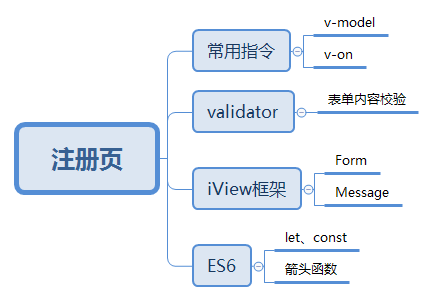 注册页
常用指令
v-model
v-on
validator
表单内容校验
iView框架
Form
Message
ES6
let、const
箭头函数